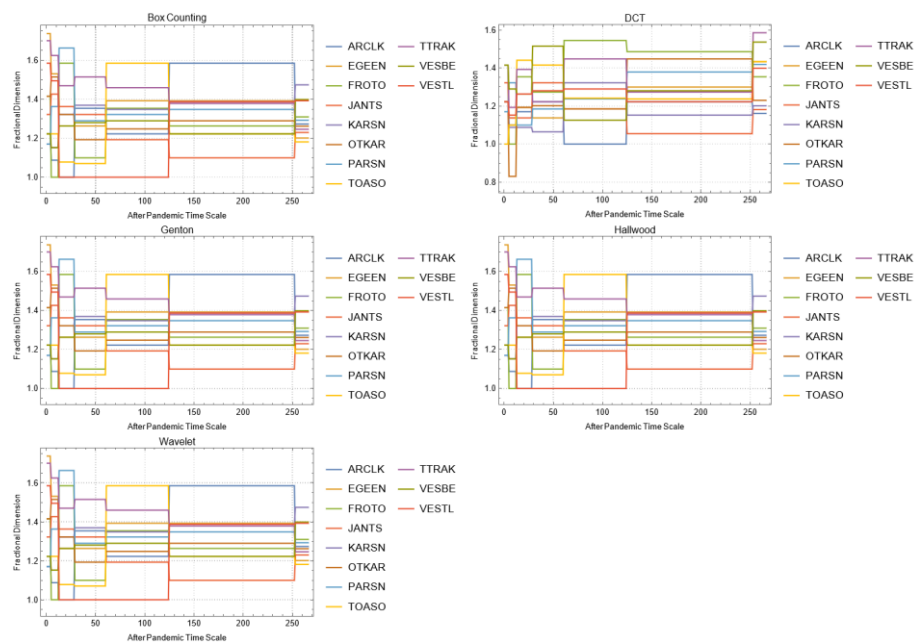 Box Counting
Fractional Dimension
1.6
1.4
1.2
1.0
0 50 100 150 200 250
After Pandemic Time Scale
ARCLK TTRAK
EGEEN VESBE
FROTO VESTL
JANTS
KARSN
OTKAR
PARSN
TOASO
DCT
Fractional Dimension
1.6
1.4
1.2
1.0
0.8
0 50 100 150 200 250
After Pandemic Time Scale
ARCLK TTRAK
EGEEN VESBE
FROTO VESTL
JANTS
KARSN
OTKAR
PARSN
TOASO
Genton
Fractional Dimension
1.6
1.4
1.2
1.0
0 50 100 150 200 250
After Pandemic Time Scale
ARCLK TTRAK
EGEEN VESBE
FROTO VESTL
JANTS
KARSN
OTKAR
PARSN
TOASO
Hallwood
Fractional Dimension
1.6
1.4
1.2
1.0
0 50 100 150 200 250
After Pandemic Time Scale
ARCLK TTRAK
EGEEN VESBE
FROTO VESTL
JANTS
KARSN
OTKAR
PARSN
TOASO
Wavelet
Fractional Dimension
1.6
1.4
1.2
1.0
0 50 100 150 200 250
After Pandemic Time Scale
ARCLK TTRAK
EGEEN VESBE
FROTO VESTL
JANTS
KARSN
OTKAR
PARSN
TOASO